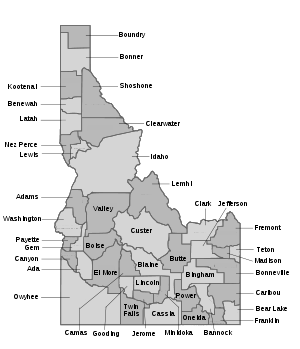 Boundry
Bonner
Kootenai
Shoshone
Benewah
Latah
Clearwater
Nez Perce
Lewis
Idaho
Lemhi
Adams
Valley
Clark
Jefferson
Washington
Custer
Fremont
Payette
Gem
Boise
Teton
Madison
Canyon
Ada
El More
Blaine
Butte
Bingham
Bonneville
Lincoln
Owyhee
Power
Caribou
Twin
Falls
Cassia
Oneida
Bear Lake
Franklin
Camas
Gooding
Jerome
Minidoka
Bannock